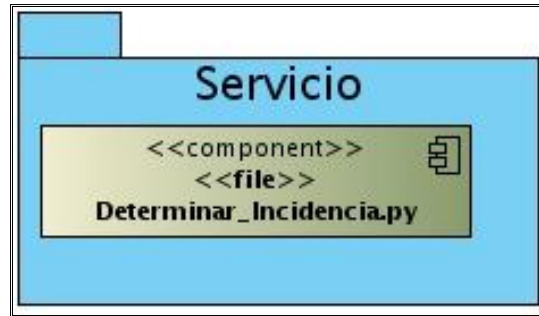 Servicio
<<component>>
<<file>>
Determinar_Incidencia.py